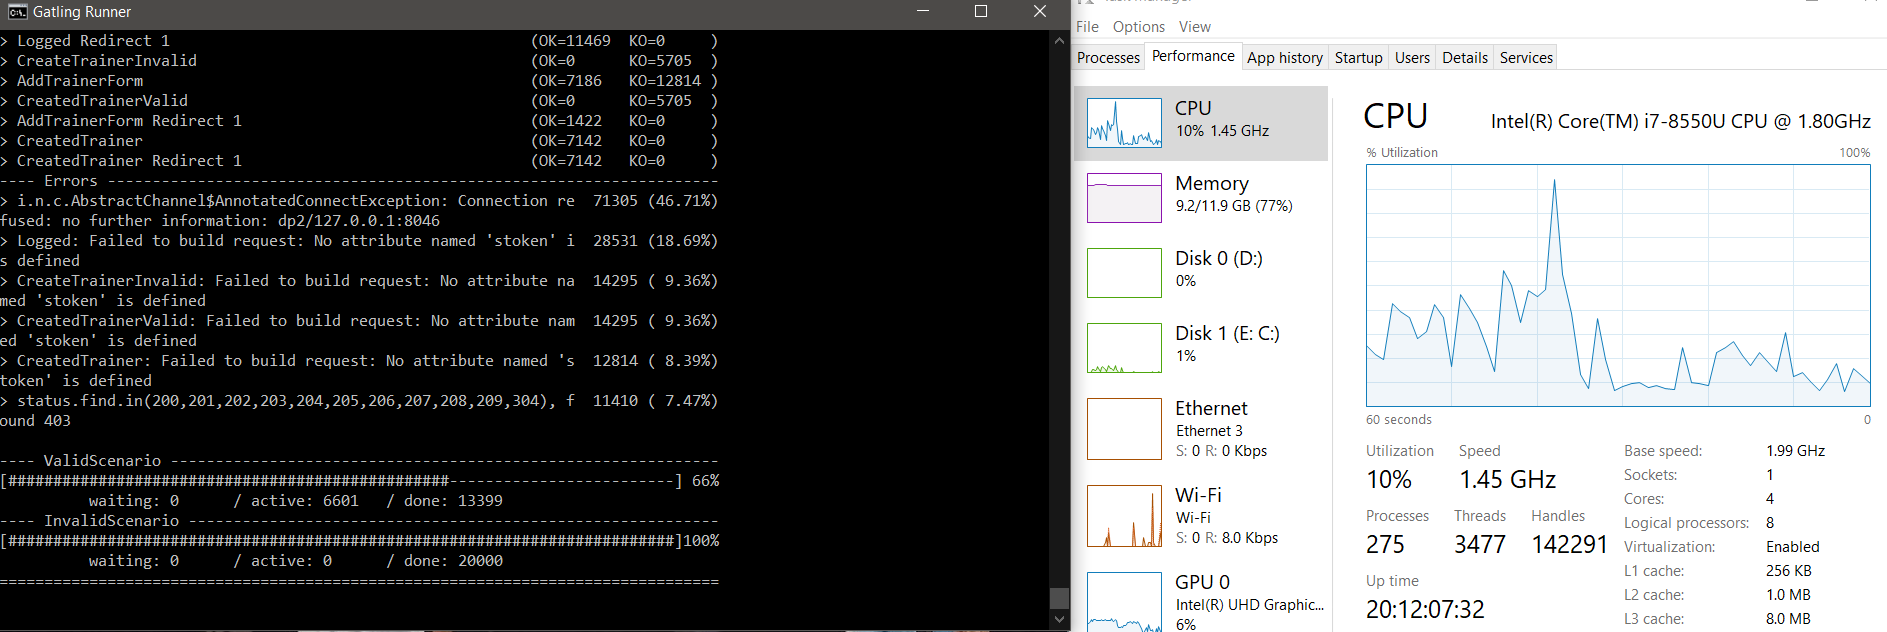 Gatling Runner
> Logged Redirect 1 (OK=11469 KO=0 )
> CreateTrainerInvalid (OK=0 KO=5705 )
> AddTrainerForm (OK=7186 KO=12814 )
> CreatedTrainerValid (OK=0 KO=5705 )
> AddTrainerForm Redirect 1 (OK=1422 KO=0 )
> CreatedTrainer (OK=7142 KO=0 )
> CreatedTrainer Redirect 1 (OK=7142 KO=0 )
---- Errors --------------------------------------------------------------------
> i.n.c.AbstractChannel$AnnotatedConnectException: Connection re 71305 (46.71%)
fused: no further information: dp2/127.0.0.1:8046
> Logged: Failed to build request: No attribute named 'stoken' i 28531 (18.69%)
s defined
> CreateTrainerInvalid: Failed to build request: No attribute na 14295 ( 9.36%)
med 'stoken' is defined
> CreatedTrainerValid: Failed to build request: No attribute nam 14295 ( 9.36%)
ed 'stoken' is defined
> CreatedTrainer: Failed to build request: No attribute named 's 12814 ( 8.39%)
token' is defined
> status.find.in(200,201,202,203,204,205,206,207,208,209,304), f 11410 ( 7.47%)
ound 403
---- ValidScenario -------------------------------------------------------------
[#################################################-------------------------] 66%
waiting: 0 / active: 6601 / done: 13399
---- InvalidScenario -----------------------------------------------------------
[##########################################################################]100%
waiting: 0 / active: 0 / done: 20000
================================================================================
File Options View
Processes Performance App history Startup Users Details Services
CPU
10% 1.45 GHz
Memory
9.2/11.9 GB (77%)
Disk 0 (D:)
0%
Disk 1 (E: C:)
1%
Ethernet
Ethernet 3
S: 0 R: 0 Kbps
Wi-Fi
Wi-Fi
S: 0 R: 8.0 Kbps
GPU 0
Intel(R) UHD Graphic...
6%
CPU Intel(R) Core(TM) i7-8550U CPU @ 1.80GHz
% Utilization 100%
60 seconds 0
Utilization Speed
10% 1.45 GHz
Processes Threads Handles
275 3477 142291
Up time
20:12:07:32
Base speed: 1.99 GHz
Sockets: 1
Cores: 4
Logical processors: 8
Virtualization: Enabled
L1 cache: 256 KB
L2 cache: 1.0 MB
L3 cache: 8.0 MB